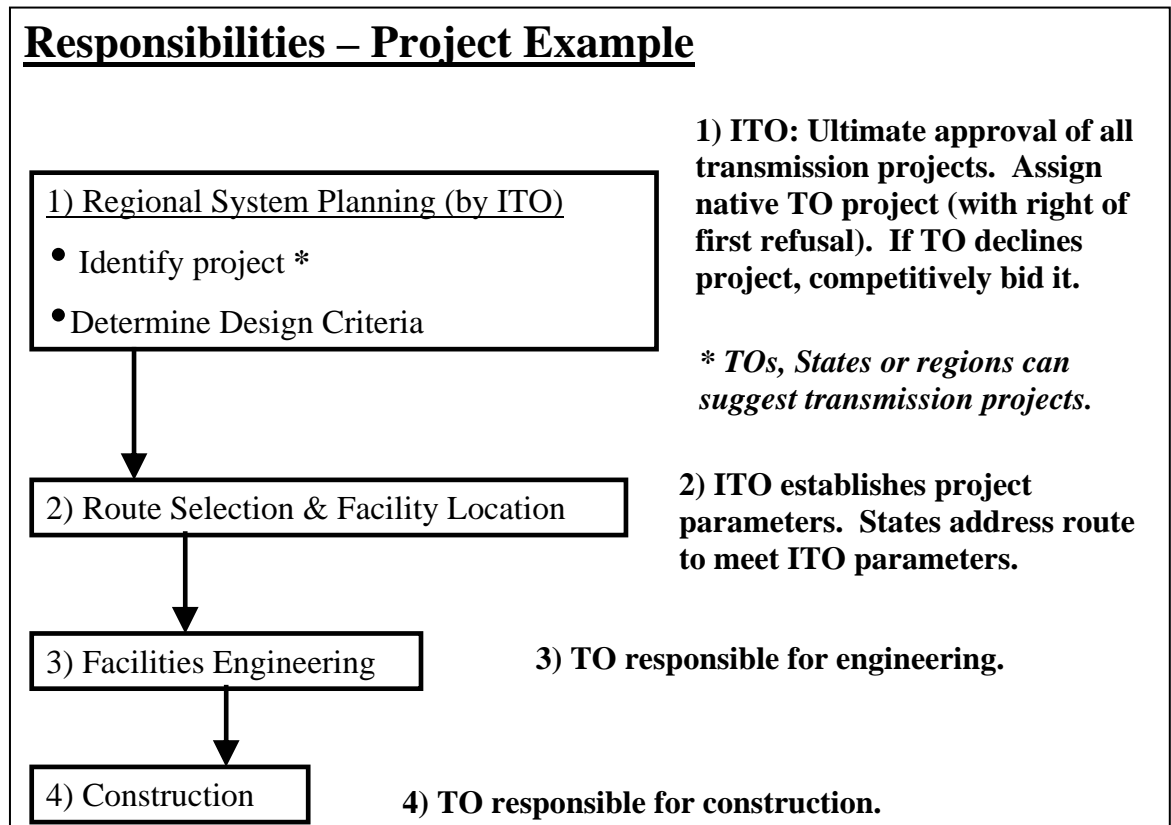 Responsibilities – Project Example
1) ITO: Ultimate approval of all
transmission projects. Assign
native TO project (with right of
first refusal). If TO declines
project, competitively bid it.
1) Regional System Planning (by ITO)
• Identify project *
• Determine Design Criteria
* TOs, States or regions can
suggest transmission projects.
2) Route Selection & Facility Location
2) ITO establishes project
parameters. States address route
to meet ITO parameters.
3) Facilities Engineering
3) TO responsible for engineering.
4) Construction
4) TO responsible for construction.